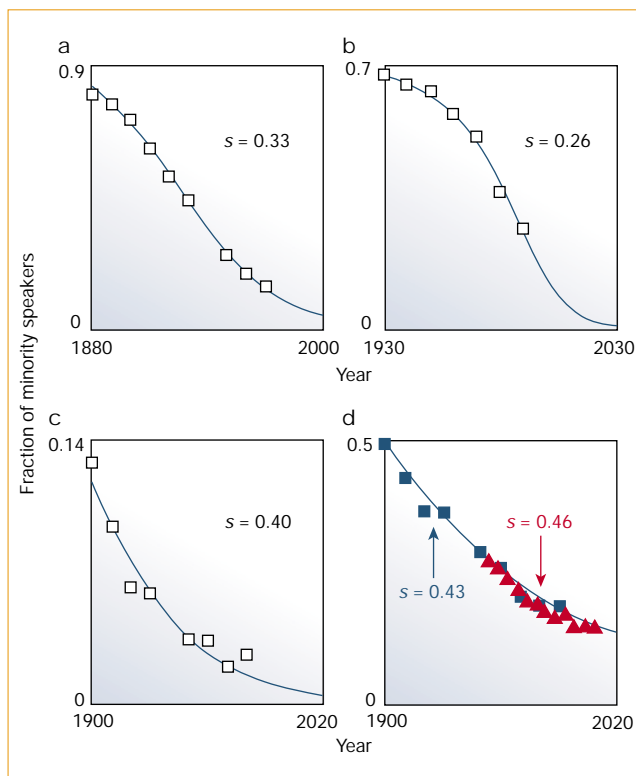 a
0.9
s = 0.33
0
1880
2000
b
0.7
s = 0.26
0
1930
2030
Year
Fraction of minority speakers
c
0.14
s = 0.40
0
1900
2020
d
0.5
s = 0.46
s = 0.43
0
1900
2020
Year